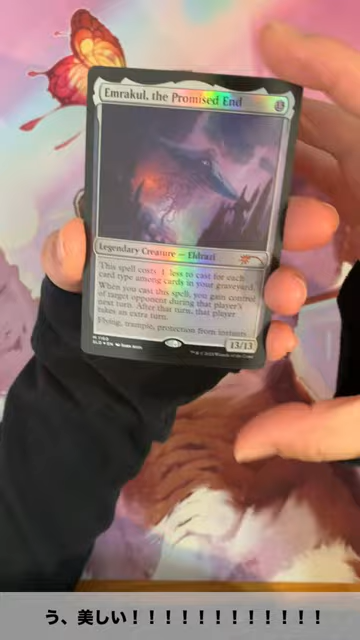 Emrakul, the Promised End
13
Legendary Creature — Eldrazi
This spell costs 1 less to cast for each
card type among cards in your graveyard.
When you cast this spell, you gain control
of target opponent during that player's
next turn. After that turn, that player
takes an extra turn.
Flying, trample, protection from instants
13/13
う、美しい！！！！！！！！！！！！